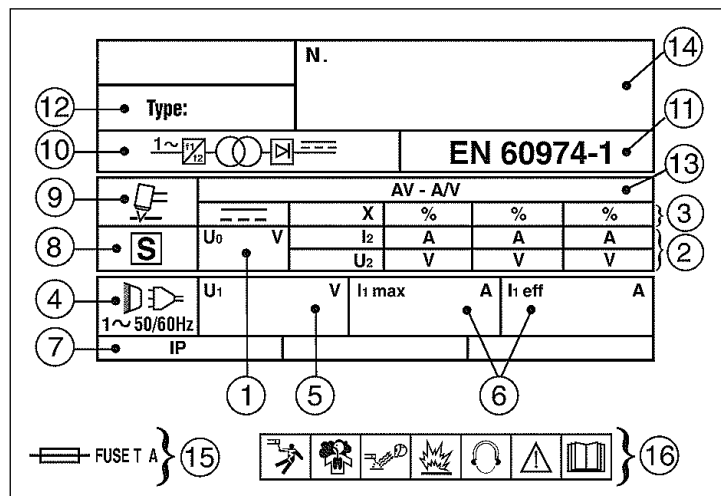 N.
14
12 Type:
11
10 1~ f1 f2 EN 60974-1
13
9 AV - A/V
X % % % 3
8 S U0 V I2 A A A 2
U2 V V V
4 U1 V I1 max A I1 eff A
1~ 50/60Hz
7 IP
1 5 6
FUSE T A 15 16